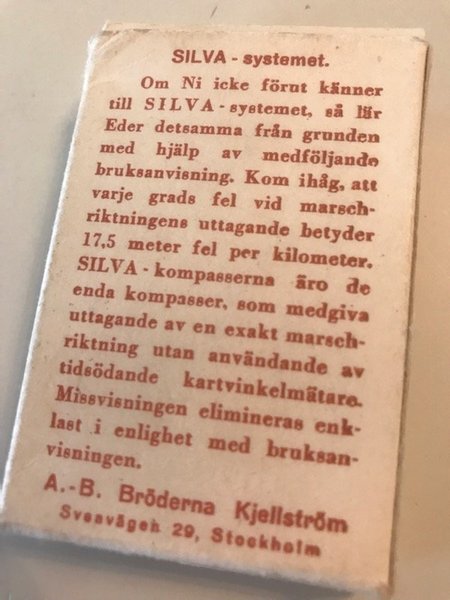 SILVA - systemet.
Om Ni icke förut känner
till SILVA - systemet, så lär
Eder detsamma från grunden
med hjälp av medföljande
bruksanvisning. Kom ihåg, att
varje grads fel vid marsch-
riktningens uttagande betyder
17,5 meter fel per kilometer.
SILVA - kompasserna äro de
enda kompasser, som medgiva
uttagande av en exakt marsch-
riktning utan användande av
tidsödande kartvinkelmätare.
Missvisningen elimineras enk-
last i enlighet med bruksan-
visningen.
A.-B. Bröderna Kjellström
Sveavägen 29, Stockholm